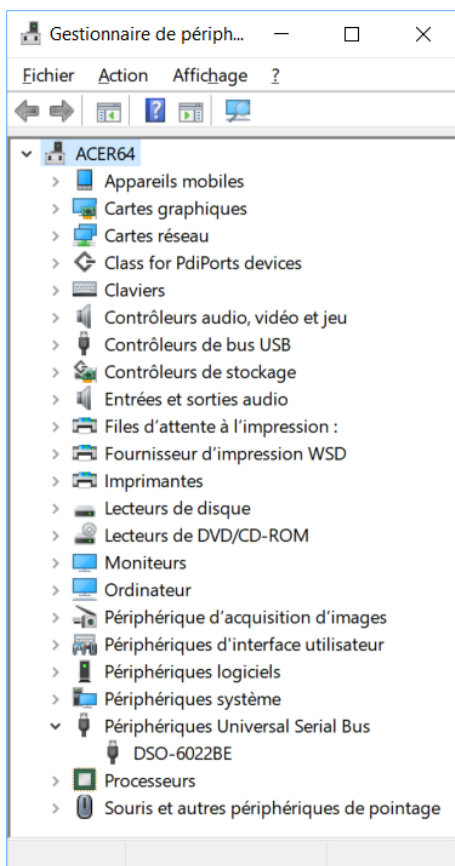 Gestionnaire de périph...
Fichier Action Affichage ?
ACER64
Appareils mobiles
Cartes graphiques
Cartes réseau
Class for PdiPorts devices
Claviers
Contrôleurs audio, vidéo et jeu
Contrôleurs de bus USB
Contrôleurs de stockage
Entrées et sorties audio
Files d'attente à l'impression :
Fournisseur d'impression WSD
Imprimantes
Lecteurs de disque
Lecteurs de DVD/CD-ROM
Moniteurs
Ordinateur
Périphérique d'acquisition d'images
Périphériques d'interface utilisateur
Périphériques logiciels
Périphériques système
Périphériques Universal Serial Bus
DSO-6022BE
Processeurs
Souris et autres périphériques de pointage